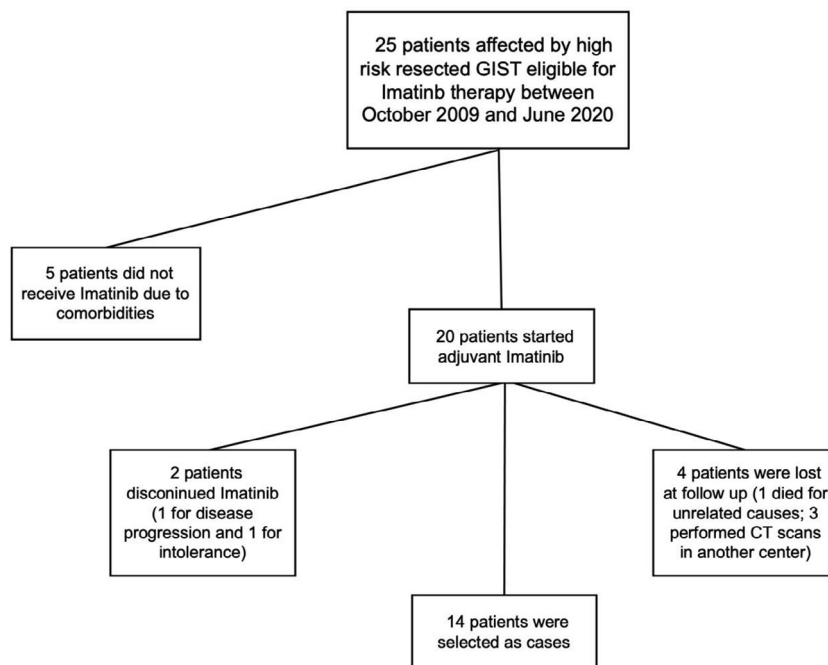 25 patients affected by high
risk resected GIST eligible for
Imatinb therapy between
October 2009 and June 2020
5 patients did not
receive Imatinib due to
comorbidities
20 patients started
adjuvant Imatinib
2 patients
disconinued Imatinib
(1 for disease
progression and 1 for
intolerance)
4 patients were lost
at follow up (1 died for
unrelated causes; 3
performed CT scans
in another center)
14 patients were
selected as cases